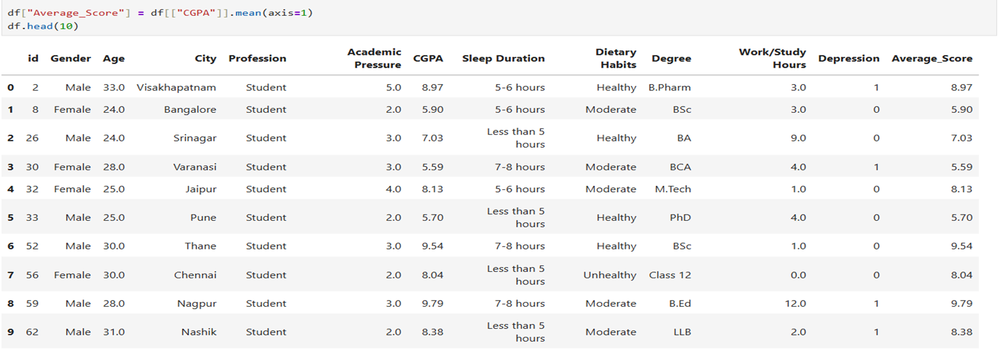 df["Average_Score"] = df[["CGPA"]].mean(axis=1)
df.head(10)
id Gender Age City Profession Academic Pressure CGPA Sleep Duration Dietary Habits Degree Work/Study Hours Depression Average_Score
0 2 Male 33.0 Visakhapatnam Student 5.0 8.97 5-6 hours Healthy B.Pharm 3.0 1 8.97
1 8 Female 24.0 Bangalore Student 2.0 5.90 5-6 hours Moderate BSc 3.0 0 5.90
2 26 Male 24.0 Srinagar Student 3.0 7.03 Less than 5 hours Healthy BA 9.0 0 7.03
3 30 Female 28.0 Varanasi Student 3.0 5.59 7-8 hours Moderate BCA 4.0 1 5.59
4 32 Female 25.0 Jaipur Student 4.0 8.13 5-6 hours Moderate M.Tech 1.0 0 8.13
5 33 Male 25.0 Pune Student 2.0 5.70 Less than 5 hours Healthy PhD 4.0 0 5.70
6 52 Male 30.0 Thane Student 3.0 9.54 7-8 hours Healthy BSc 1.0 0 9.54
7 56 Female 30.0 Chennai Student 2.0 8.04 Less than 5 hours Unhealthy Class 12 0.0 0 8.04
8 59 Male 28.0 Nagpur Student 3.0 9.79 7-8 hours Moderate B.Ed 12.0 1 9.79
9 62 Male 31.0 Nashik Student 2.0 8.38 Less than 5 hours Moderate LLB 2.0 1 8.38